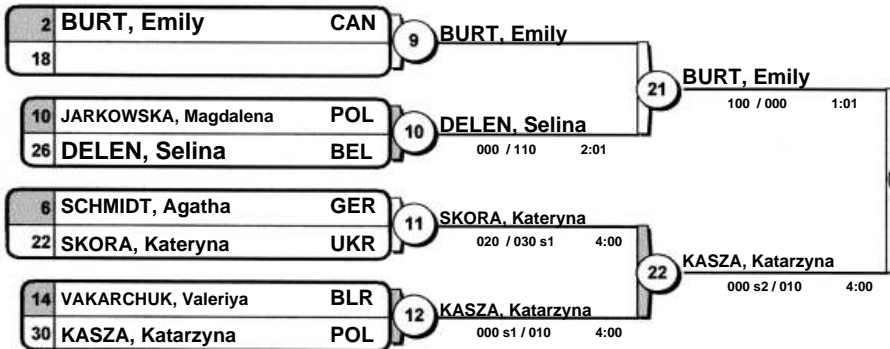 2 BURT, Emily CAN
18
9
BURT, Emily
10 JARKOWSKA, Magdalena POL
26 DELEN, Selina BEL
10
DELEN, Selina
000 / 110 2:01
21
BURT, Emily
100 / 000 1:01
6 SCHMIDT, Agatha GER
22 SKORA, Kateryna UKR
11
SKORA, Kateryna
020 / 030 s1 4:00
14 VAKARCHUK, Valeriya BLR
30 KASZA, Katarzyna POL
12
KASZA, Katarzyna
000 s1 / 010 4:00
22
KASZA, Katarzyna
000 s2 / 010 4:00